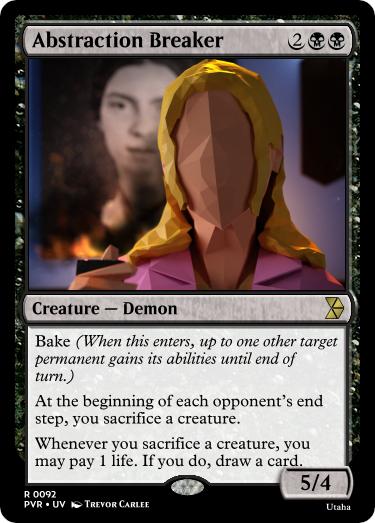 Abstraction Breaker 2
Creature — Demon
Bake (When this enters, up to one other target
permanent gains its abilities until end of
turn.)
At the beginning of each opponent's end
step, you sacrifice a creature.
Whenever you sacrifice a creature, you
may pay 1 life. If you do, draw a card.
5/4
R 0092
PVR • UV Trevor Carlee
Utaha